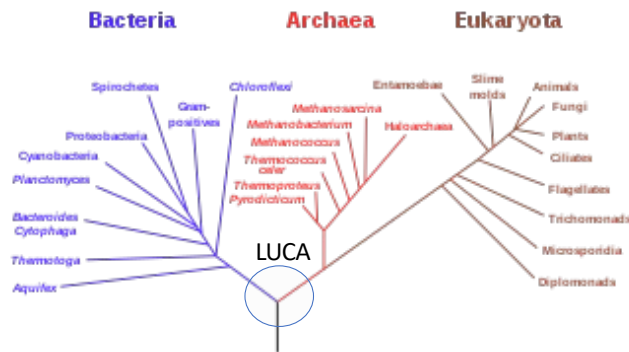 Bacteria
Archaea
Eukaryota
Spirochetes
Chloroflexi
Gram-
positives
Proteobacteria
Cyanobacteria
Planctomyces
Bacteroides
Cytophaga
Thermotoga
Aquifex
Methanosarcina
Methanobacterium
Haloarchaea
Methanococcus
Thermococcus
celer
Thermoproteus
Pyrodicticum
Entamoebae
Slime
molds
Animals
Fungi
Plants
Ciliates
Flagellates
Trichomonads
Microsporidia
Diplomonads
LUCA